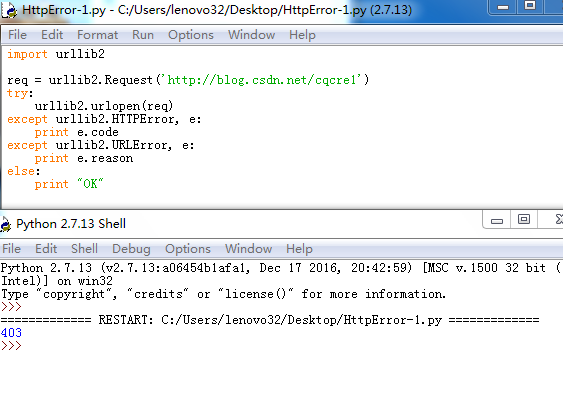 HttpError-1.py - C:/Users/lenovo32/Desktop/HttpError-1.py (2.7.13)
File Edit Format Run Options Window Help
import urllib2
req = urllib2.Request('http://blog.csdn.net/cqcre1')
try:
    urllib2.urlopen(req)
except urllib2.HTTPError, e:
    print e.code
except urllib2.URLError, e:
    print e.reason
else:
    print "OK"
Python 2.7.13 Shell
File Edit Shell Debug Options Window Help
Python 2.7.13 (v2.7.13:a06454b1afa1, Dec 17 2016, 20:42:59) [MSC v.1500 32 bit (
Intel)] on win32
Type "copyright", "credits" or "license()" for more information.
>>>
============= RESTART: C:/Users/lenovo32/Desktop/HttpError-1.py =============
403
>>>